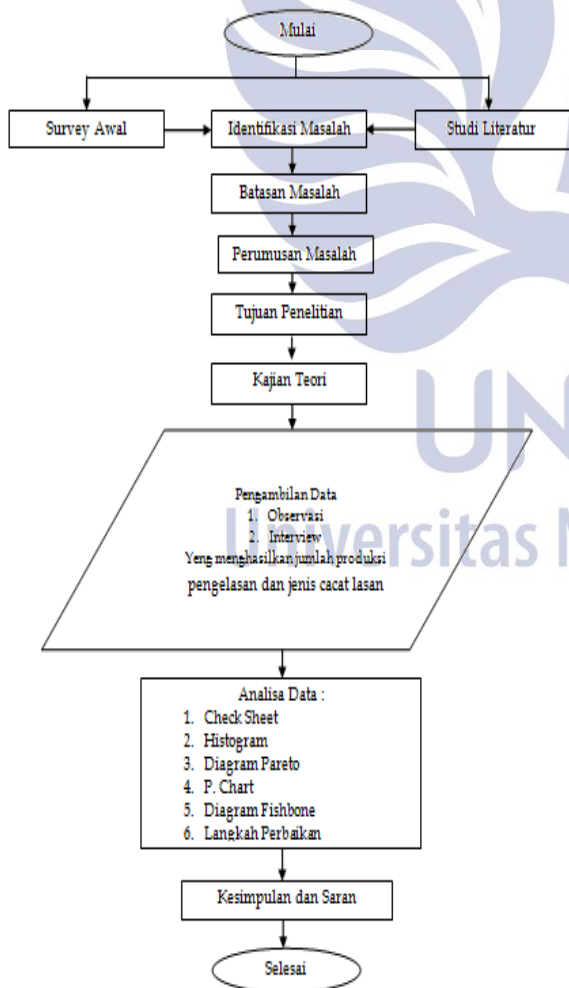 Mulai
Survey Awal
Identifikasi Masalah
Studi Literatur
Batasan Masalah
Perumusan Masalah
Tujuan Penelitian
Kajian Teori
UN
Universitas N
Pengambilan Data
1. Observasi
2. Interview
Yeng menghasilkan jumlah produksi
pengelasan dan jenis cacat lasan
Analisa Data :
1. Check Sheet
2. Histogram
3. Diagram Pareto
4. P. Chart
5. Diagram Fishbone
6. Langkah Perbaikan
Kesimpulan dan Saran
Selesai